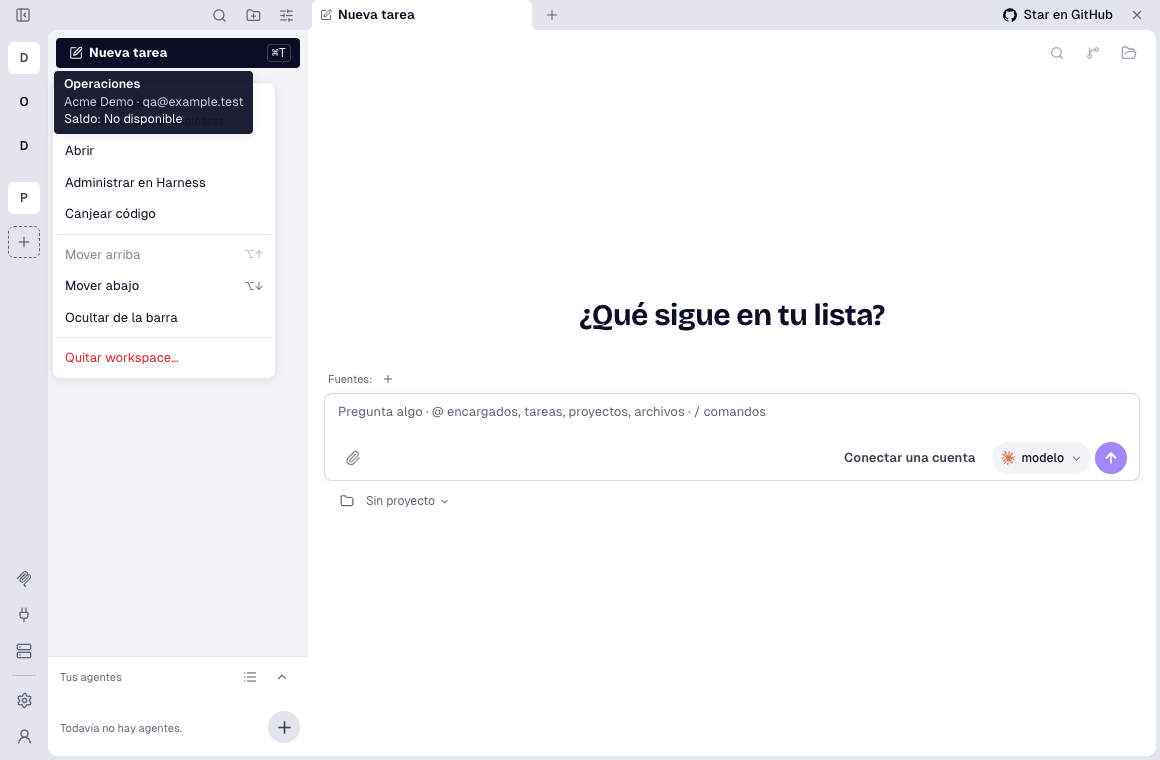 Nueva tarea
Star en GitHub
D
O
D
P
Nueva tarea
⌘T
Operaciones
Acme Demo · qa@example.test
Saldo: No disponible
Abrir
Administrar en Harness
Canjear código
Mover arriba ⌥↑
Mover abajo ⌥↓
Ocultar de la barra
Quitar workspace…
¿Qué sigue en tu lista?
Fuentes:
Pregunta algo · @ encargados, tareas, proyectos, archivos · / comandos
Conectar una cuenta
modelo
Sin proyecto
Tus agentes
Todavía no hay agentes.